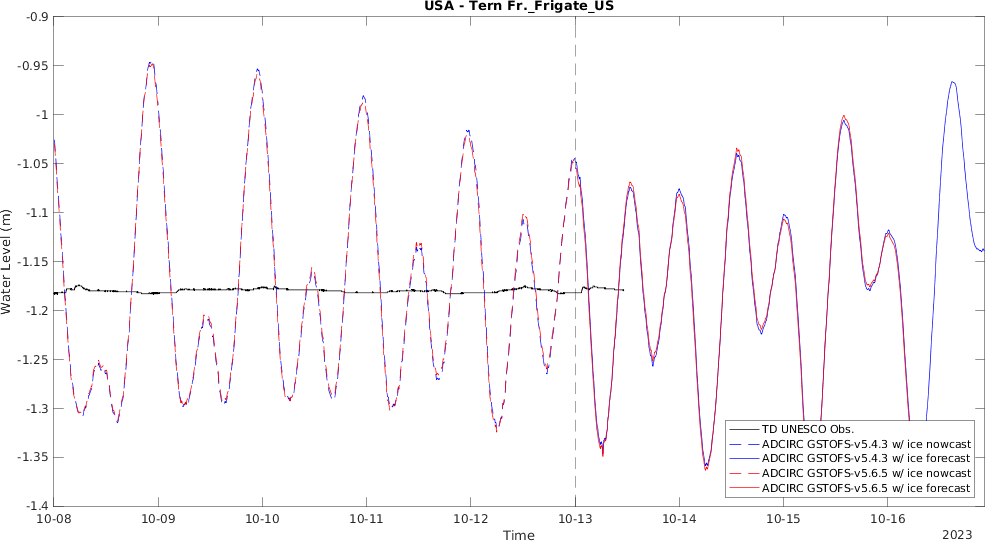 USA - Tern Fr._Frigate_US
Water Level (m)
-0.9
-0.95
-1
-1.05
-1.1
-1.15
-1.2
-1.25
-1.3
-1.35
-1.4
TD UNESCO Obs.
ADCIRC GSTOFS-v5.4.3 w/ ice nowcast
ADCIRC GSTOFS-v5.4.3 w/ ice forecast
ADCIRC GSTOFS-v5.6.5 w/ ice nowcast
ADCIRC GSTOFS-v5.6.5 w/ ice forecast
10-08 10-09 10-10 10-11 10-12 10-13 10-14 10-15 10-16
Time
2023